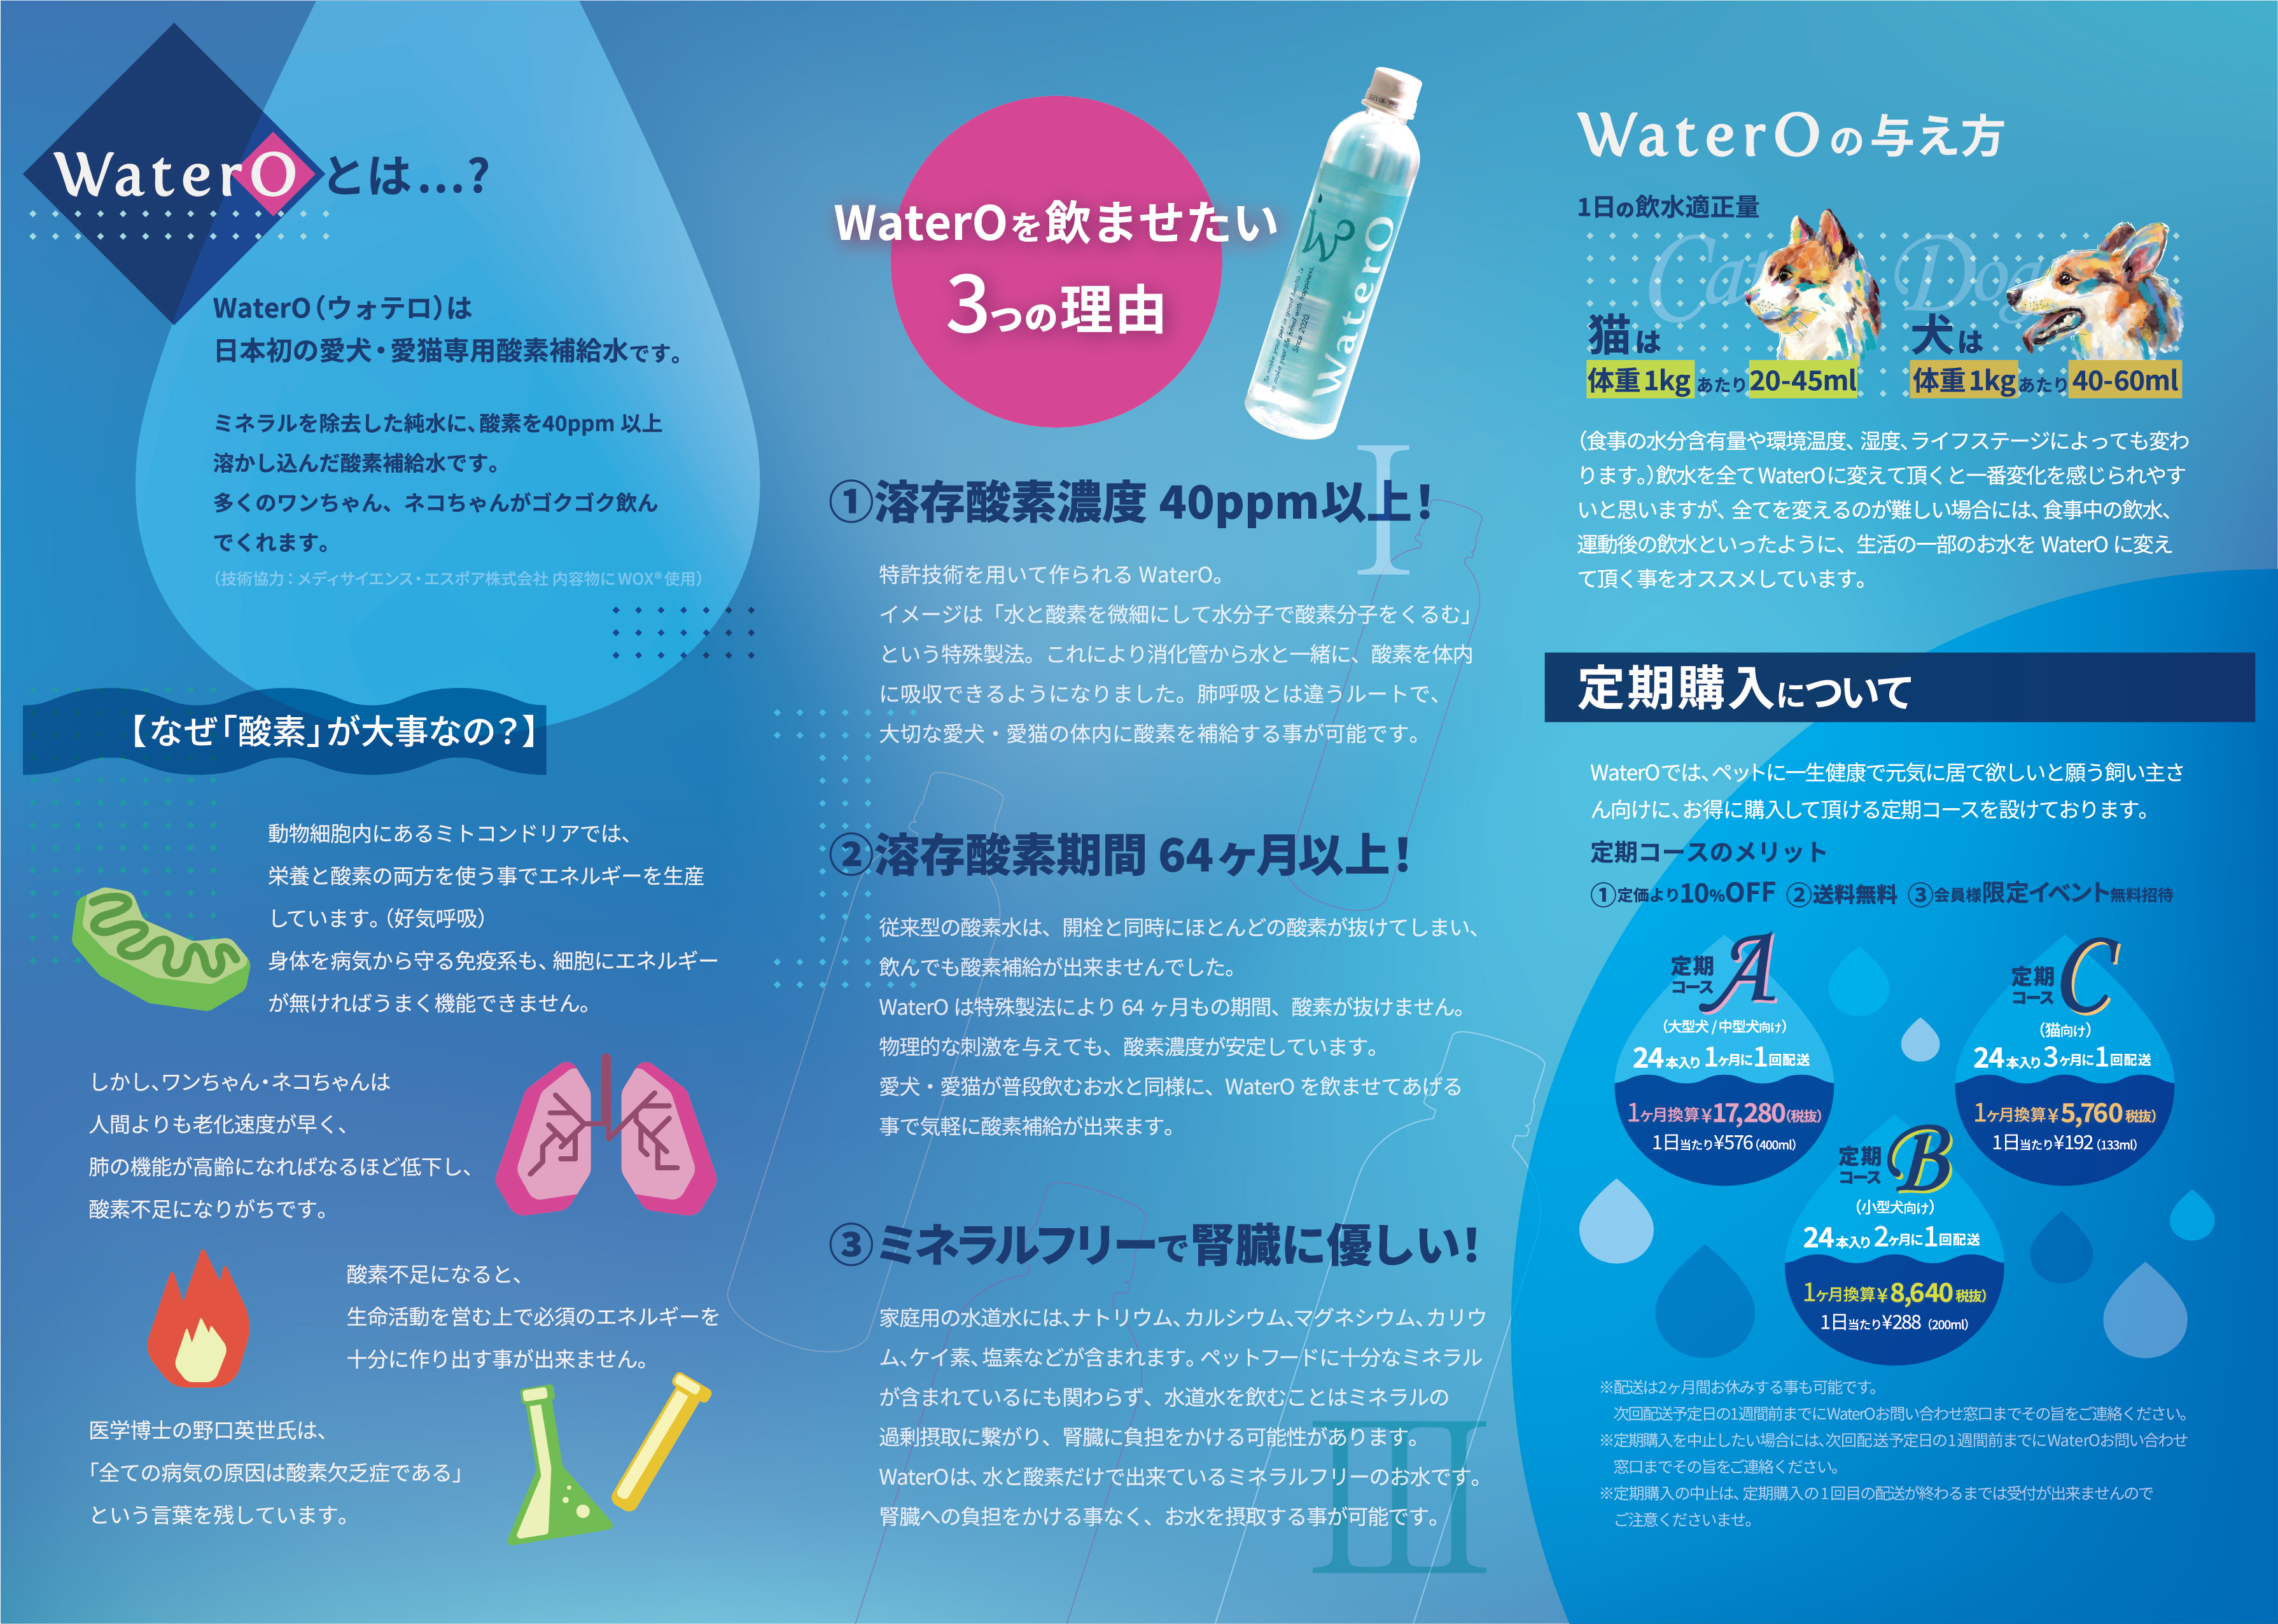 WaterOとは…?
WaterO(ウォテロ)は
日本初の愛犬・愛猫専用酸素補給水です。
ミネラルを除去した純水に、酸素を40ppm 以上
溶かし込んだ酸素補給水です。
多くのワンちゃん、ネコちゃんがゴクゴク飲ん
でくれます。
(技術協力:メディサイエンス・エスポア株式会社 内容物にWOX®使用)
【なぜ「酸素」が大事なの?】
動物細胞内にあるミトコンドリアでは、
栄養と酸素の両方を使う事でエネルギーを生産
しています。(好気呼吸)
身体を病気から守る免疫系も、細胞にエネルギー
が無ければうまく機能できません。
しかし、ワンちゃん・ネコちゃんは
人間よりも老化速度が早く、
肺の機能が高齢になればなるほど低下し、
酸素不足になりがちです。
酸素不足になると、
生命活動を営む上で必須のエネルギーを
十分に作り出す事が出来ません。
医学博士の野口英世氏は、
「全ての病気の原因は酸素欠乏症である」
という言葉を残しています。
WaterOを飲ませたい
3つの理由
WaterO
To make your pet in good health is
to make your life filled with happiness.
Since 2020.
I
①溶存酸素濃度 40ppm以上!
特許技術を用いて作られる WaterO。
イメージは「水と酸素を微細にして水分子で酸素分子をくるむ」
という特殊製法。これにより消化管から水と一緒に、酸素を体内
に吸収できるようになりました。肺呼吸とは違うルートで、
大切な愛犬・愛猫の体内に酸素を補給する事が可能です。
②溶存酸素期間 64ヶ月以上!
従来型の酸素水は、開栓と同時にほとんどの酸素が抜けてしまい、
飲んでも酸素補給が出来ませんでした。
WaterO は特殊製法により 64 ヶ月もの期間、酸素が抜けません。
物理的な刺激を与えても、酸素濃度が安定しています。
愛犬・愛猫が普段飲むお水と同様に、WaterO を飲ませてあげる
事で気軽に酸素補給が出来ます。
③ミネラルフリーで腎臓に優しい!
家庭用の水道水には、ナトリウム、カルシウム、マグネシウム、カリウ
ム、ケイ素、塩素などが含まれます。ペットフードに十分なミネラル
が含まれているにも関わらず、水道水を飲むことはミネラルの
過剰摂取に繋がり、腎臓に負担をかける可能性があります。
WaterOは、水と酸素だけで出来ているミネラルフリーのお水です。
腎臓への負担をかける事なく、お水を摂取する事が可能です。
III
WaterOの与え方
1日の飲水適正量
Cat
Dog
猫は
体重1kgあたり20-45ml
犬は
体重1kgあたり40-60ml
(食事の水分含有量や環境温度、湿度、ライフステージによっても変わ
ります。)飲水を全てWaterOに変えて頂くと一番変化を感じられやす
いと思いますが、全てを変えるのが難しい場合には、食事中の飲水、
運動後の飲水といったように、生活の一部のお水を WaterO に変え
て頂く事をオススメしています。
定期購入について
WaterOでは、ペットに一生健康で元気に居て欲しいと願う飼い主さ
ん向けに、お得に購入して頂ける定期コースを設けております。
定期コースのメリット
①定価より10%OFF ②送料無料 ③会員様限定イベント無料招待
定期コース A
(大型犬/中型犬向け)
24本入り1ヶ月に1回配送
1ヶ月換算¥17,280(税抜)
1日当たり¥576(400ml)
定期コース C
(猫向け)
24本入り3ヶ月に1回配送
1ヶ月換算¥5,760税抜)
1日当たり¥192(133ml)
定期コース B
(小型犬向け)
24本入り2ヶ月に1回配送
1ヶ月換算¥8,640税抜)
1日当たり¥288(200ml)
※配送は2ヶ月間お休みする事も可能です。
次回配送予定日の1週間前までにWaterOお問い合わせ窓口までその旨をご連絡ください。
※定期購入を中止したい場合には、次回配送予定日の1週間前までにWaterOお問い合わせ
窓口までその旨をご連絡ください。
※定期購入の中止は、定期購入の1回目の配送が終わるまでは受付が出来ませんので
ご注意くださいませ。